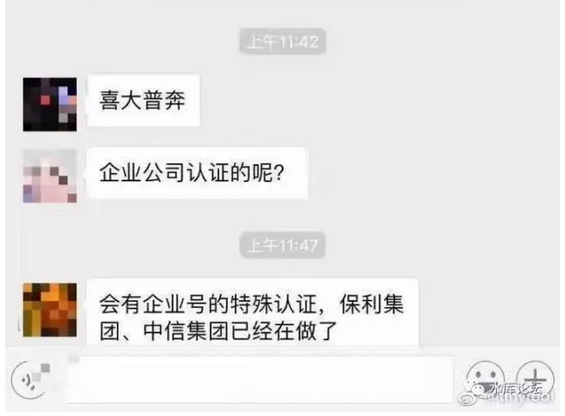 上午11:42
喜大普奔
企业公司认证的呢?
上午11:47
会有企业号的特殊认证，保利集
团、中信集团已经在做了
水库论坛